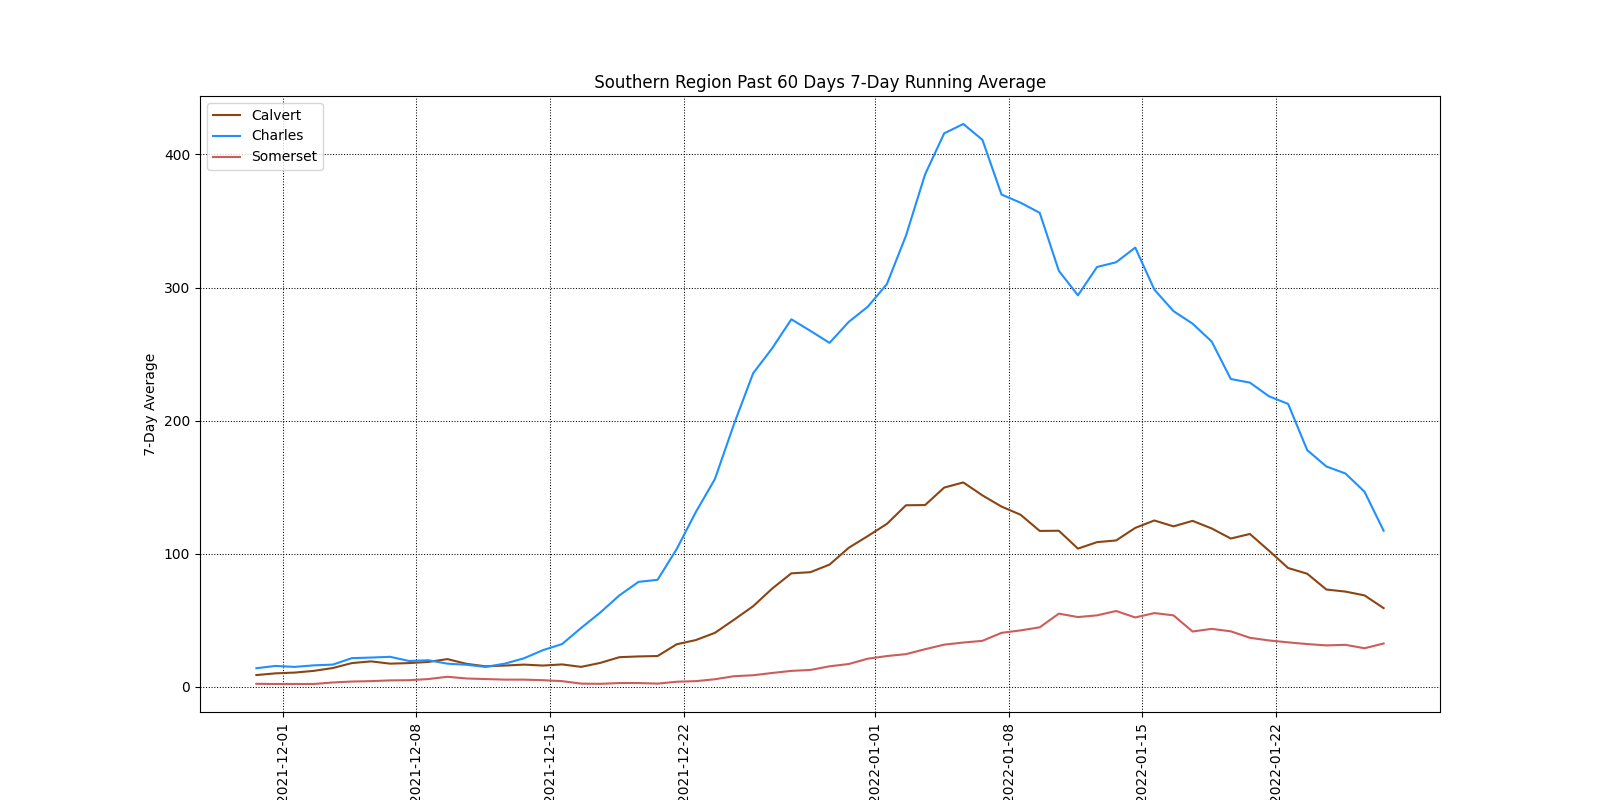 Southern Region Past 60 Days 7-Day Running Average
Calvert
Charles
Somerset
400
300
200
100
0
7-Day Average
2021-12-01
2021-12-08
2021-12-15
2021-12-22
2022-01-01
2022-01-08
2022-01-15
2022-01-22